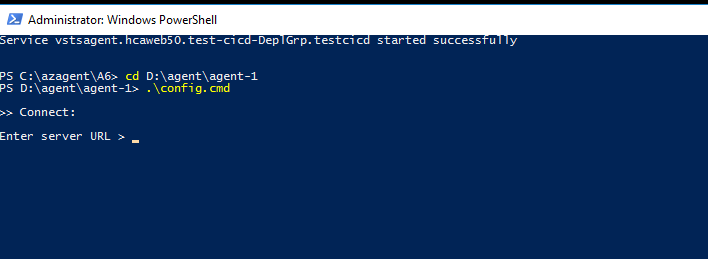 Administrator: Windows PowerShell
Service vstsagent.hcaweb50.test-cicd-DeplGrp.testcicd started successfully
PS C:\azagent\A6> cd D:\agent\agent-1
PS D:\agent\agent-1> .\config.cmd
>> Connect:
Enter server URL >